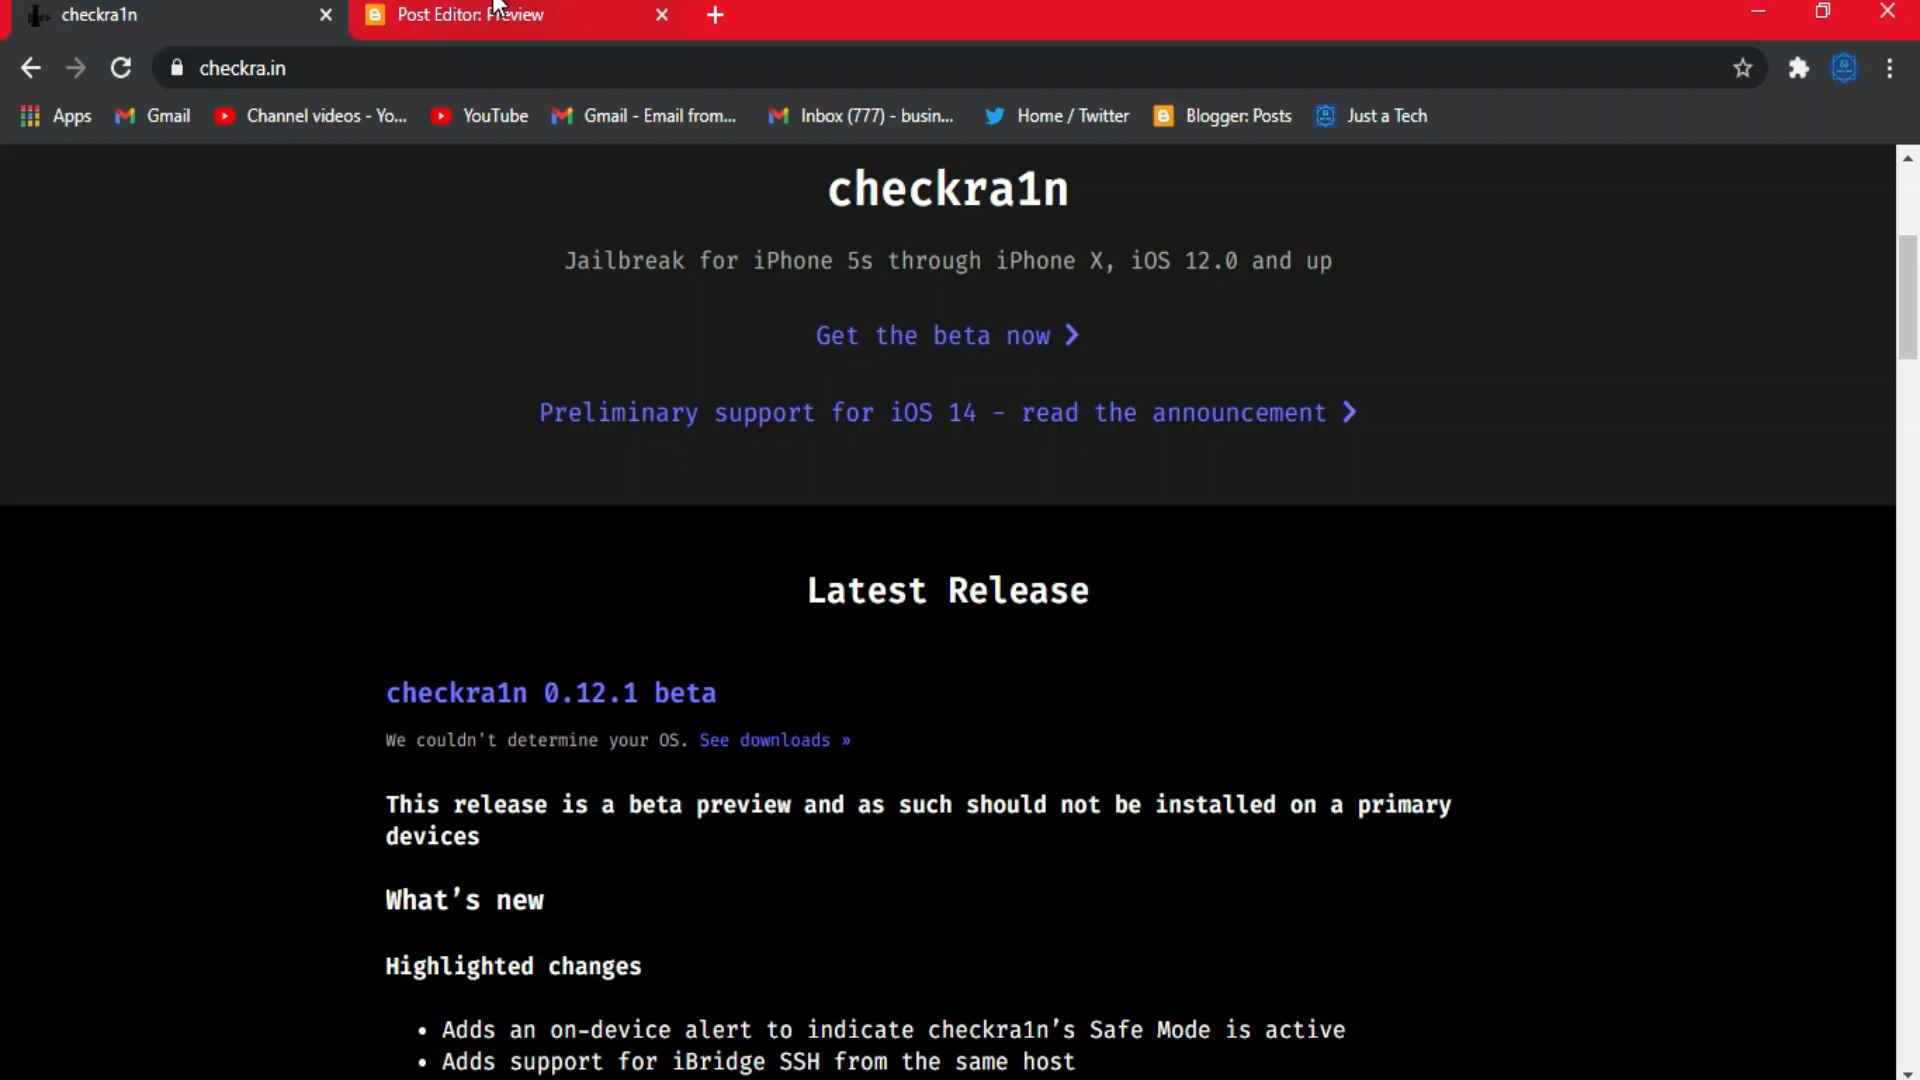 checkra1n
Post Editor: Preview
checkra.in
Apps
Gmail
Channel videos - Yo...
YouTube
Gmail - Email from...
Inbox (777) - busin...
Home / Twitter
Blogger: Posts
Just a Tech
checkra1n
Jailbreak for iPhone 5s through iPhone X, iOS 12.0 and up
Get the beta now
Preliminary support for iOS 14 - read the announcement
Latest Release
checkra1n 0.12.1 beta
We couldn't determine your OS. See downloads »
This release is a beta preview and as such should not be installed on a primary
devices
What's new
Highlighted changes
• Adds an on-device alert to indicate checkra1n's Safe Mode is active
• Adds support for iBridge SSH from the same host